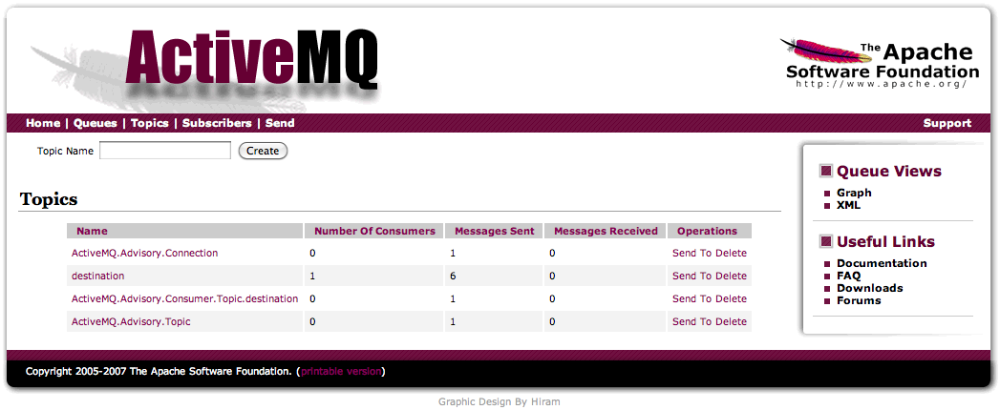 ActiveMQ
The Apache
Software Foundation
http://www.apache.org/
Home | Queues | Topics | Subscribers | Send
Support
Topic Name
Create
Topics
Name Number Of Consumers Messages Sent Messages Received Operations
ActiveMQ.Advisory.Connection 0 1 0 Send To Delete
destination 1 6 0 Send To Delete
ActiveMQ.Advisory.Consumer.Topic.destination 0 1 0 Send To Delete
ActiveMQ.Advisory.Topic 0 1 0 Send To Delete
Queue Views
Graph
XML
Useful Links
Documentation
FAQ
Downloads
Forums
Copyright 2005-2007 The Apache Software Foundation. (printable version)
Graphic Design By Hiram